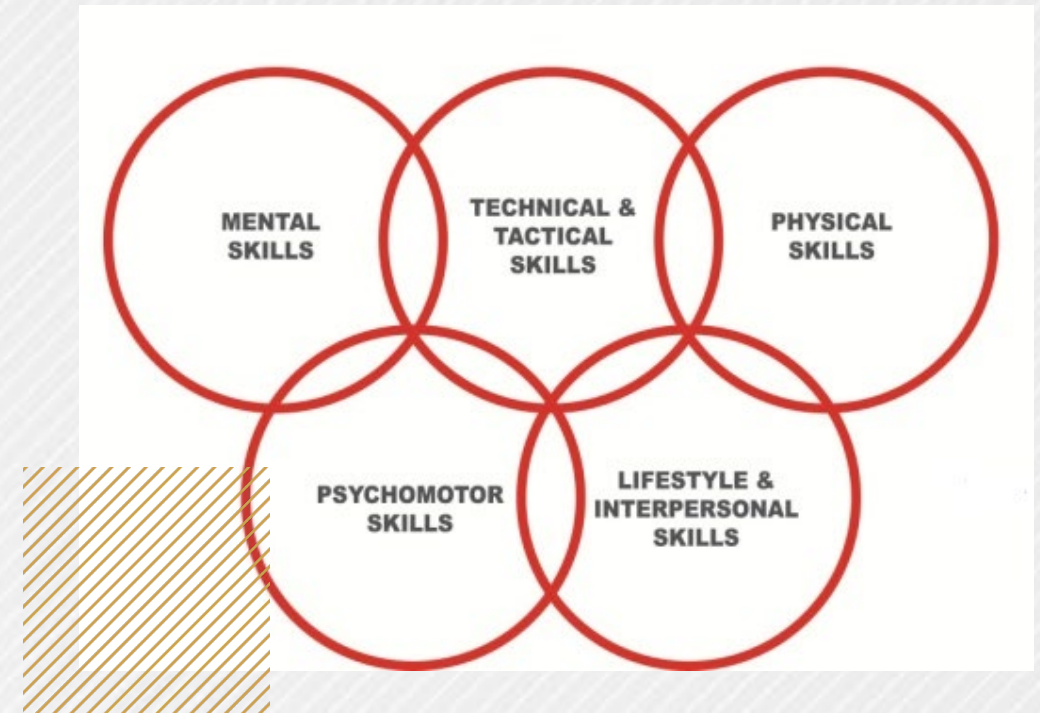 MENTAL
SKILLS
TECHNICAL &
TACTICAL
SKILLS
PHYSICAL
SKILLS
PSYCHOMOTOR
SKILLS
LIFESTYLE &
INTERPERSONAL
SKILLS